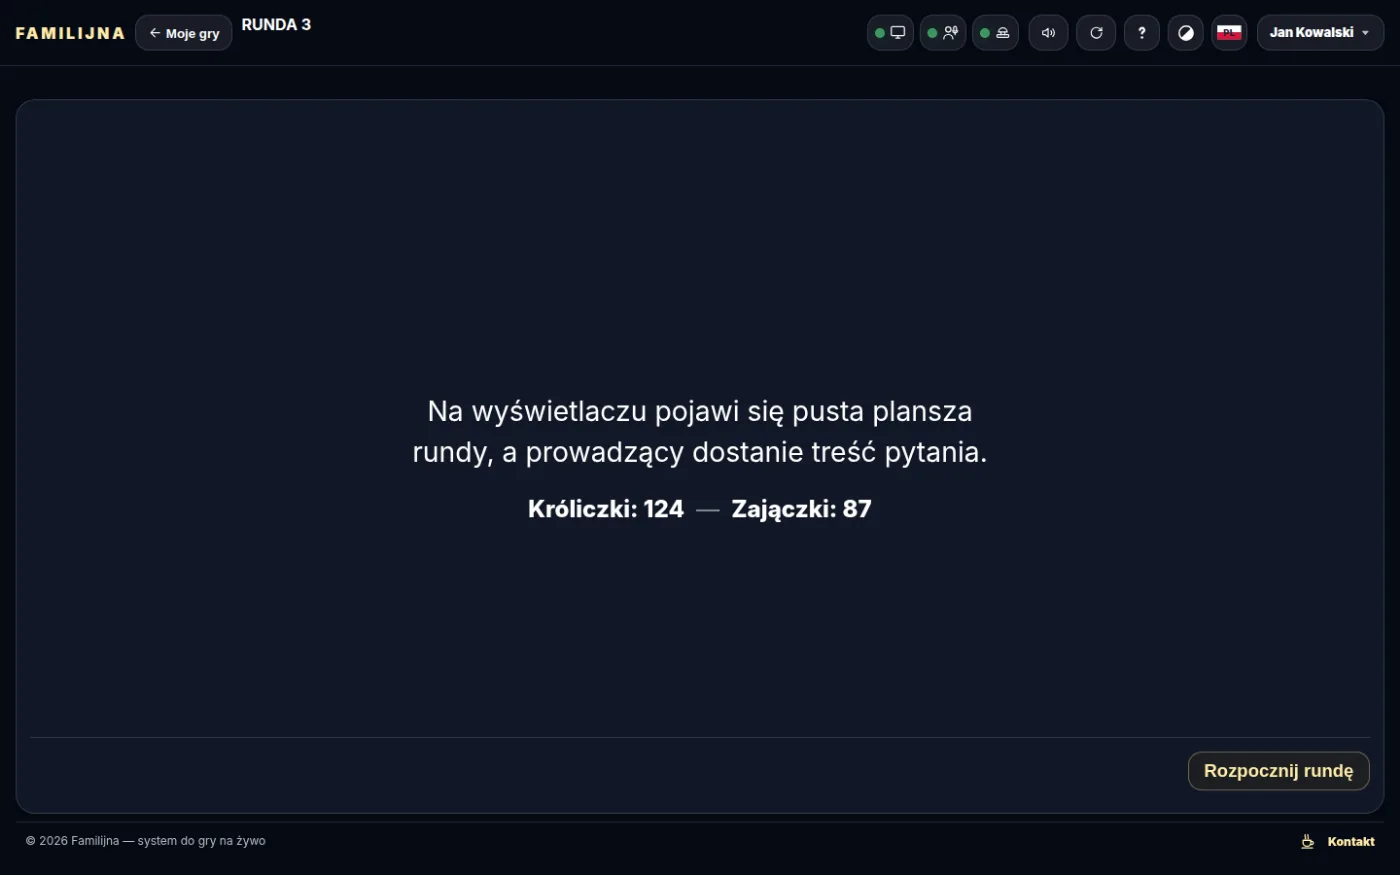 FAMILIJNA
← Moje gry
RUNDA 3
?
PL
Jan Kowalski
Na wyświetlaczu pojawi się pusta plansza
rundy, a prowadzący dostanie treść pytania.
Króliczki: 124 — Zajączki: 87
Rozpocznij rundę
© 2026 Familijna — system do gry na żywo
Kontakt